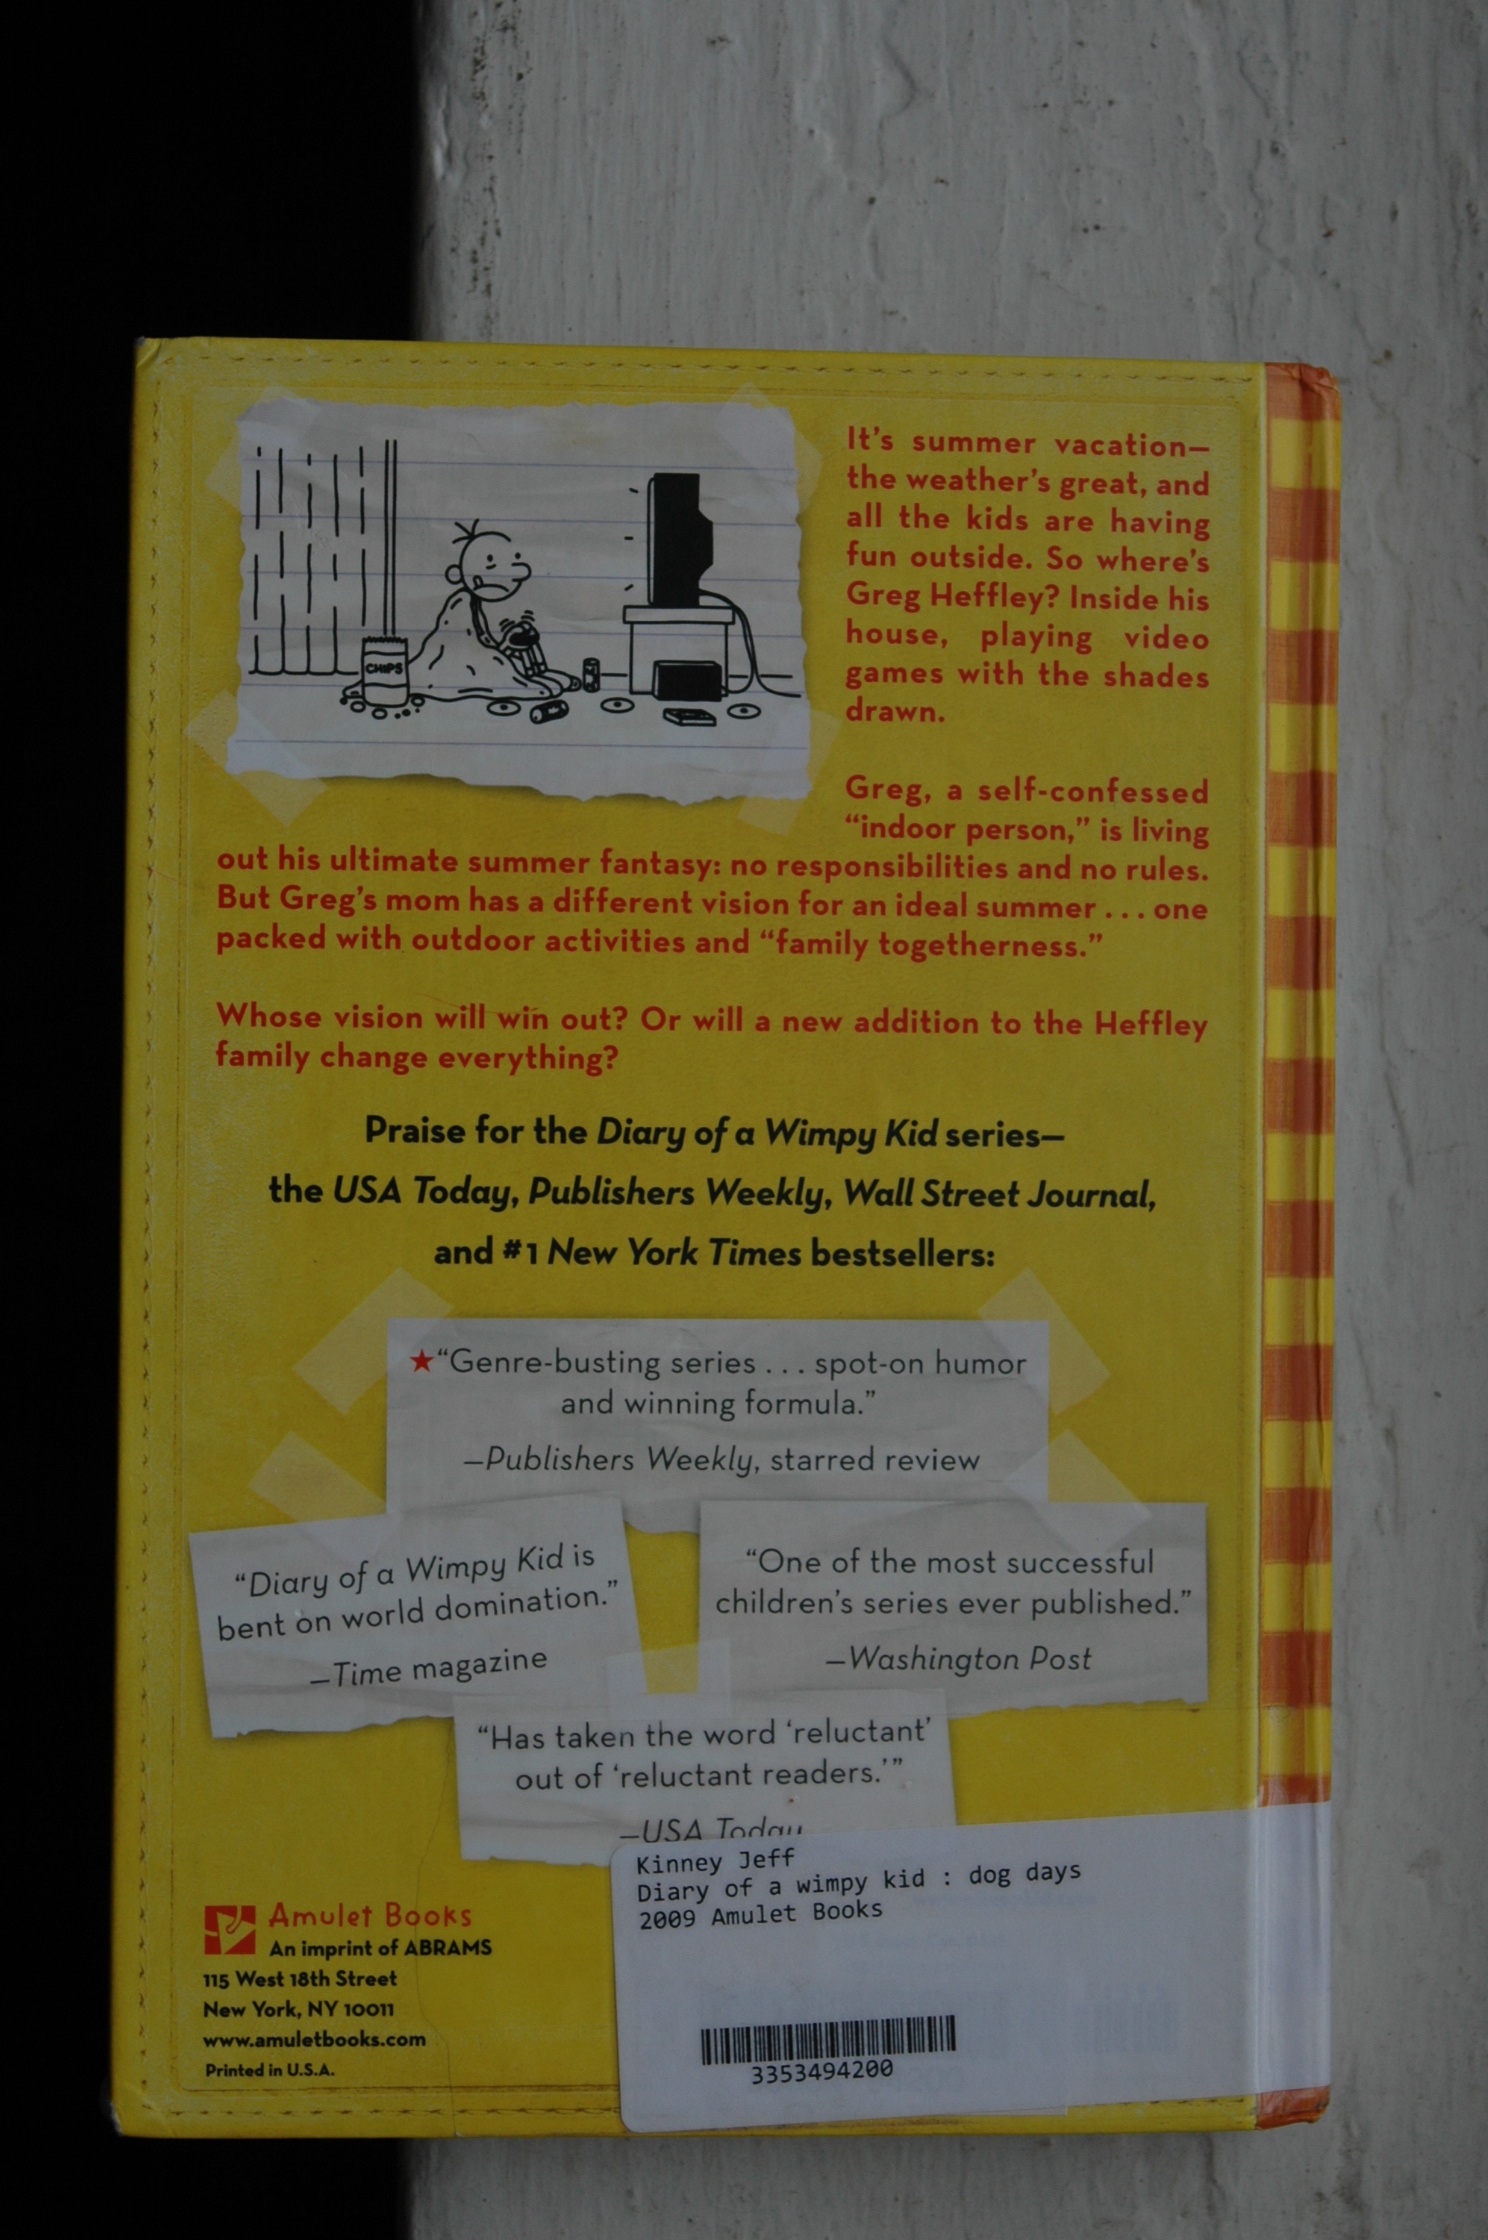 CHIPS
It's summer vacation—
the weather's great, and
all the kids are having
fun outside. So where's
Greg Heffley? Inside his
house, playing video
games with the shades
drawn.
Greg, a self-confessed
“indoor person,” is living
out his ultimate summer fantasy: no responsibilities and no rules.
But Greg's mom has a different vision for an ideal summer . . . one
packed with outdoor activities and “family togetherness.”
Whose vision will win out? Or will a new addition to the Heffley
family change everything?
Praise for the Diary of a Wimpy Kid series—
the USA Today, Publishers Weekly, Wall Street Journal,
and #1 New York Times bestsellers:
★“Genre-busting series . . . spot-on humor
and winning formula.”
—Publishers Weekly, starred review
“Diary of a Wimpy Kid is
bent on world domination.”
—Time magazine
“One of the most successful
children's series ever published.”
—Washington Post
“Has taken the word ‘reluctant’
out of ‘reluctant readers.’”
—USA Today
Kinney Jeff
Diary of a wimpy kid : dog days
2009 Amulet Books
3353494200
Amulet Books
An imprint of ABRAMS
115 West 18th Street
New York, NY 10011
www.amuletbooks.com
Printed in U.S.A.